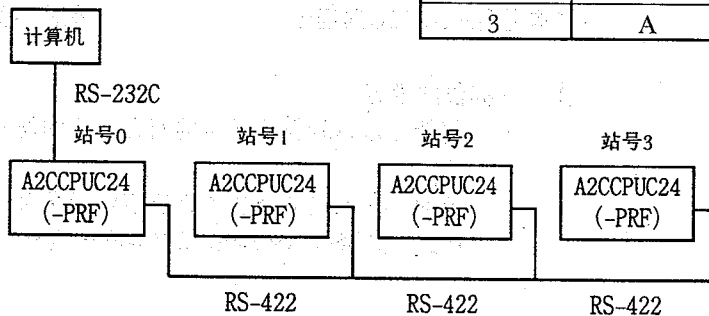 3 A
计算机
RS-232C
站号0 站号1 站号2 站号3
A2CCPUC24 A2CCPUC24 A2CCPUC24 A2CCPUC24
(-PRF) (-PRF) (-PRF) (-PRF)
RS-422 RS-422 RS-422